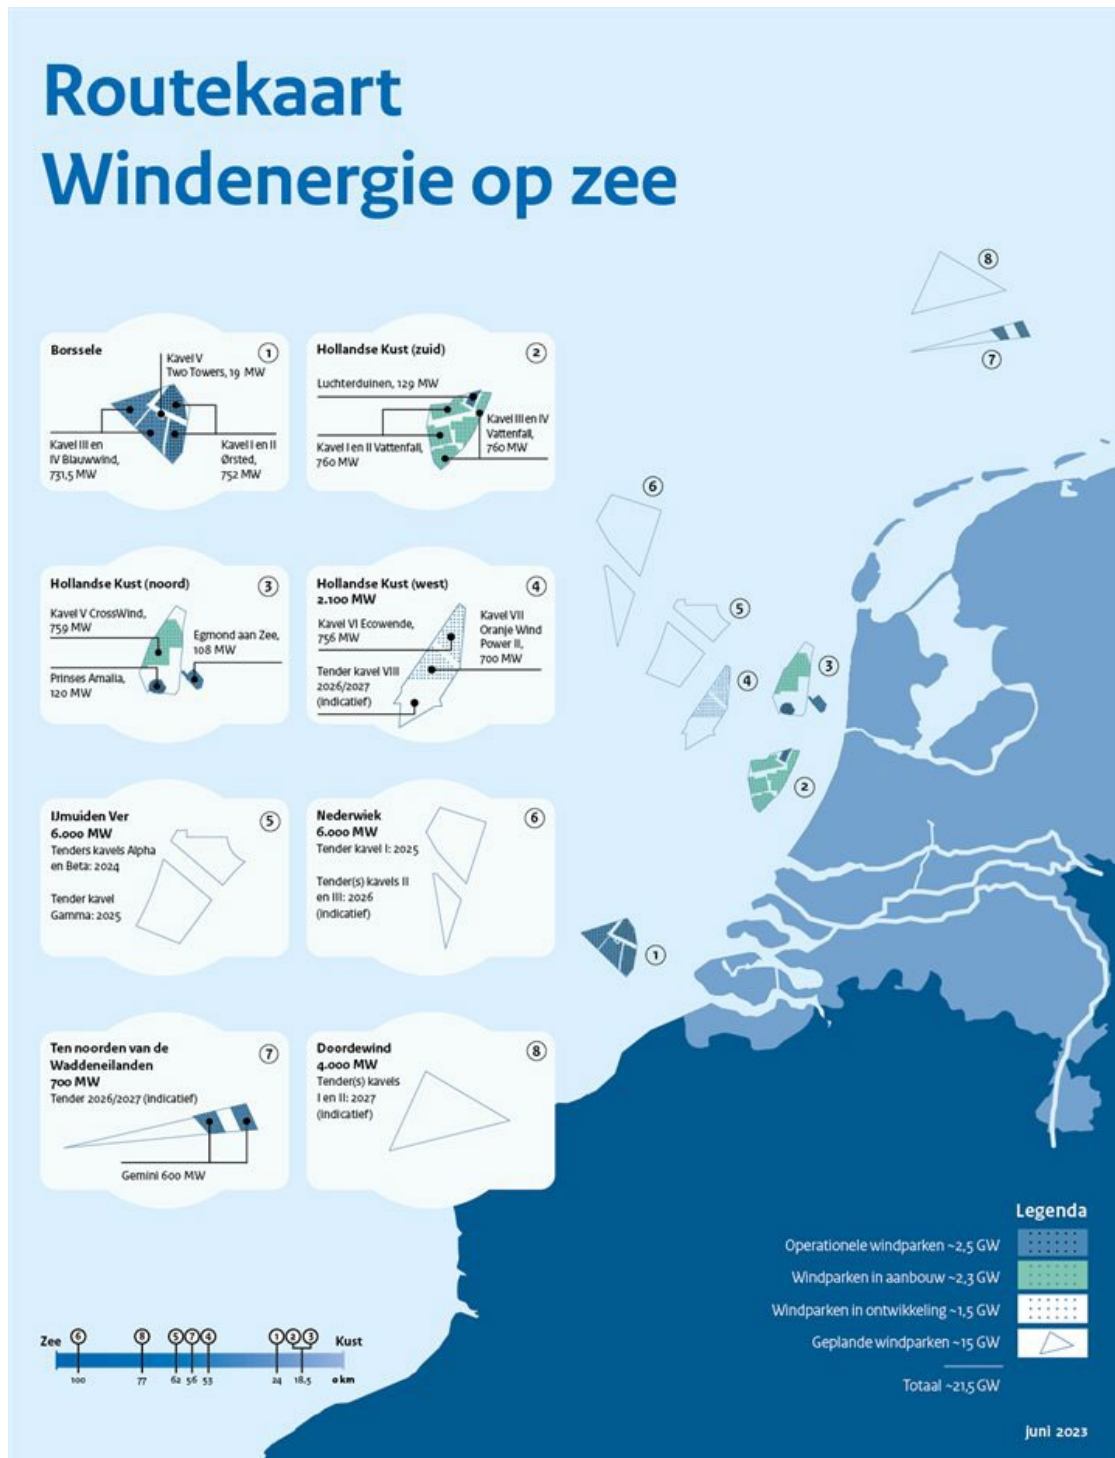 Routekaart
Windenergie op zee
Borssele
1
Kavel V
Two Towers, 19 MW
Kavel III en
IV Blauwwind,
731,5 MW
Kavel I en II
Ørsted,
752 MW
Hollandse Kust (zuid)
2
Luchterduinen, 129 MW
Kavel I en II Vattenfall,
760 MW
Kavel III en IV
Vattenfall,
760 MW
Hollandse Kust (noord)
3
Kavel V CrossWind,
759 MW
Egmond aan Zee,
108 MW
Prinses Amalia,
120 MW
Hollandse Kust (west)
2.100 MW
4
Kavel VI Ecowende,
756 MW
Kavel VII
Oranje Wind
Power II,
700 MW
Tender kavel VIII
2026/2027
(indicatief)
IJmuiden Ver
6.000 MW
5
Tenders kavels Alpha
en Beta: 2024
Tender kavel
Gamma: 2025
Nederwiek
6.000 MW
6
Tender kavel I: 2025
Tender(s) kavels II
en III: 2026
(indicatief)
Ten noorden van de
Waddeneilanden
700 MW
7
Tender 2026/2027 (indicatief)
Gemini 600 MW
Doordewind
4.000 MW
8
Tender(s) kavels
I en II: 2027
(indicatief)
8
7
6
5
4
3
2
1
Legenda
Operationele windparken ~2,5 GW
Windparken in aanbouw ~2,3 GW
Windparken in ontwikkeling ~1,5 GW
Geplande windparken ~15 GW
Totaal ~21,5 GW
Zee 6 8 5 7 4 1 2 3 Kust
100 77 62 56 53 24 18,5 0 km
juni 2023